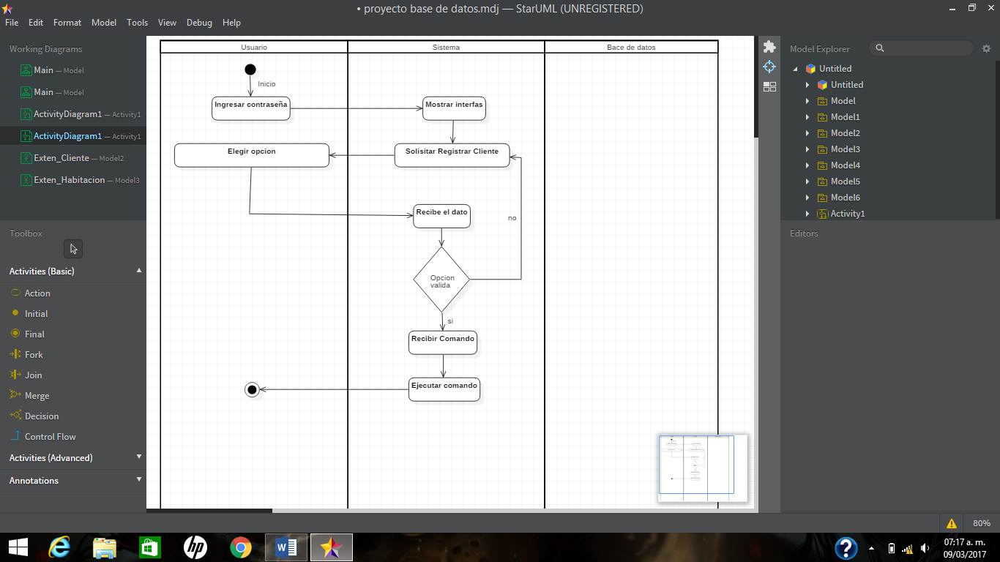 • proyecto base de datos.mdj — StarUML (UNREGISTERED)
File Edit Format Model Tools View Debug Help
Working Diagrams
Main — Model
Main — Model
ActivityDiagram1 — Activity1
ActivityDiagram1 — Activity1
Exten_Cliente — Model2
Exten_Habitacion — Model3
Toolbox
Activities (Basic)
Action
Initial
Final
Fork
Join
Merge
Decision
Control Flow
Activities (Advanced)
Annotations
Usuario
Sistema
Bace de datos
Inicio
Ingresar contraseña
Mostrar interfas
Elegir opcion
Solisitar Registrar Cliente
Recibe el dato
no
Opcion
valida
si
Recibir Comando
Ejecutar comando
Model Explorer
Untitled
Untitled
Model
Model1
Model2
Model3
Model4
Model5
Model6
Activity1
Editors
80%
hp
W
?
07:17 a. m.
09/03/2017